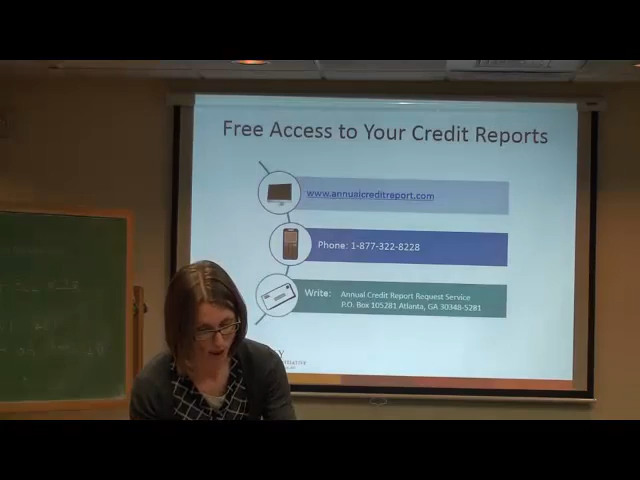 Free Access to Your Credit Reports
www.annualcreditreport.com
Phone: 1-877-322-8228
Write: Annual Credit Report Request Service
P.O. Box 105281 Atlanta, GA 30348-5281